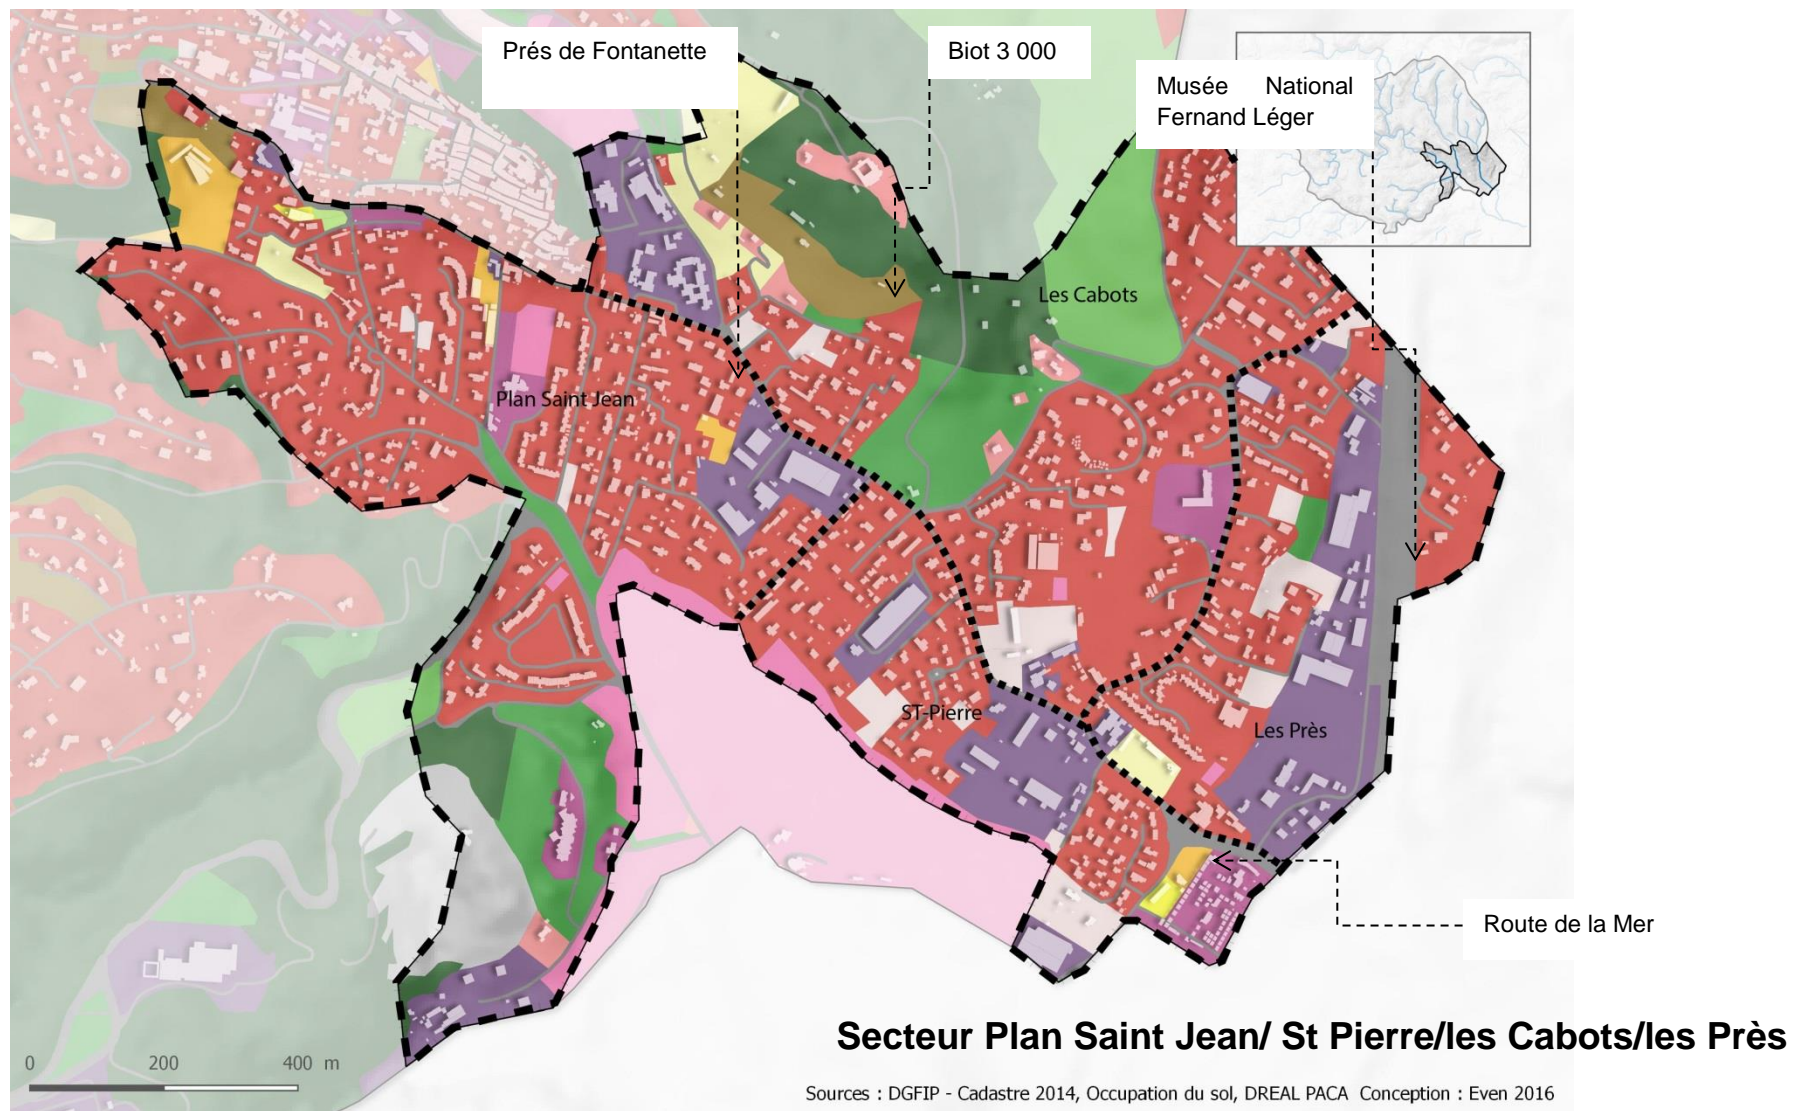 Prés de Fontanette
Biot 3 000
Musée National
Fernand Léger
Les Cabots
Plan Saint Jean
ST-Pierre
Les Près
Route de la Mer
Secteur Plan Saint Jean/ St Pierre/les Cabots/les Près
0 200 400 m
Sources : DGFIP - Cadastre 2014, Occupation du sol, DREAL PACA Conception : Even 2016